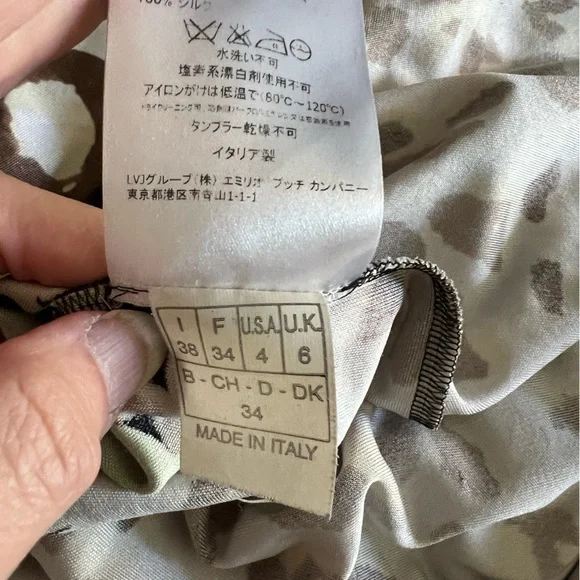 100% シルク
水洗い不可
塩素系漂白剤使用不可
アイロンがけは低温で(80℃~120℃)
タンブラー乾燥不可
イタリア製
LVJグループ(株) エミリオ プッチ カンパニー
東京都港区南青山1-1-1
I F U.S.A. U.K.
38 34 4 6
B - CH - D - DK
34
MADE IN ITALY